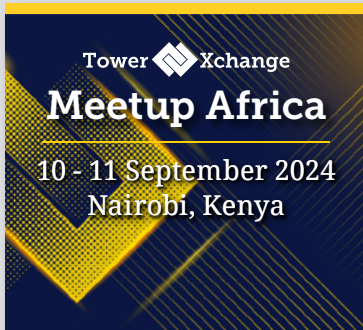 Tower Xchange
Meetup Africa
10 - 11 September 2024
Nairobi, Kenya